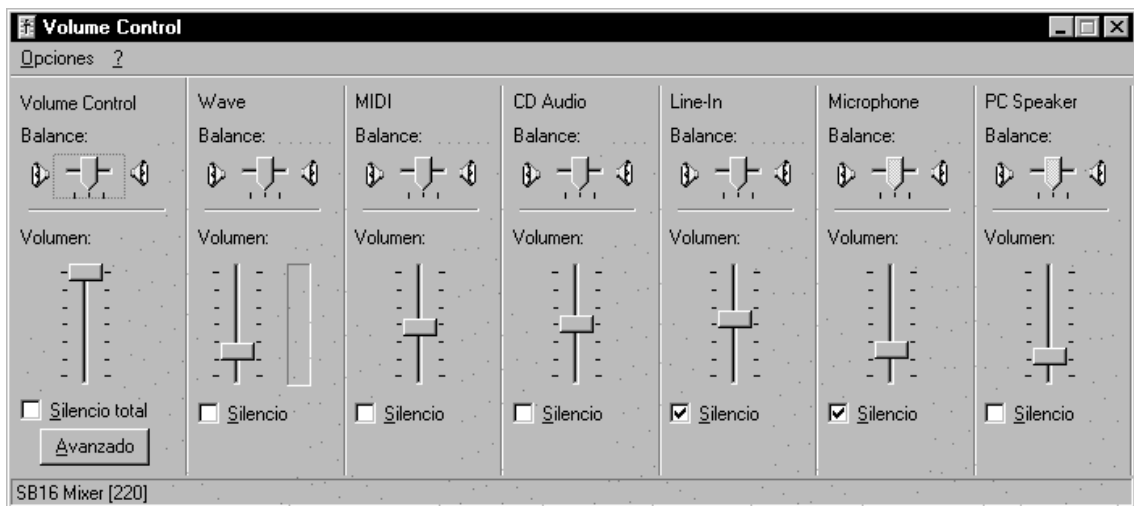 Volume Control
Opciones ?
Volume Control Wave MIDI CD Audio Line-In Microphone PC Speaker
Balance: Balance: Balance: Balance: Balance: Balance: Balance:
Volumen: Volumen: Volumen: Volumen: Volumen: Volumen: Volumen:
Silencio total Silencio Silencio Silencio Silencio Silencio Silencio
Avanzado
SB16 Mixer [220]